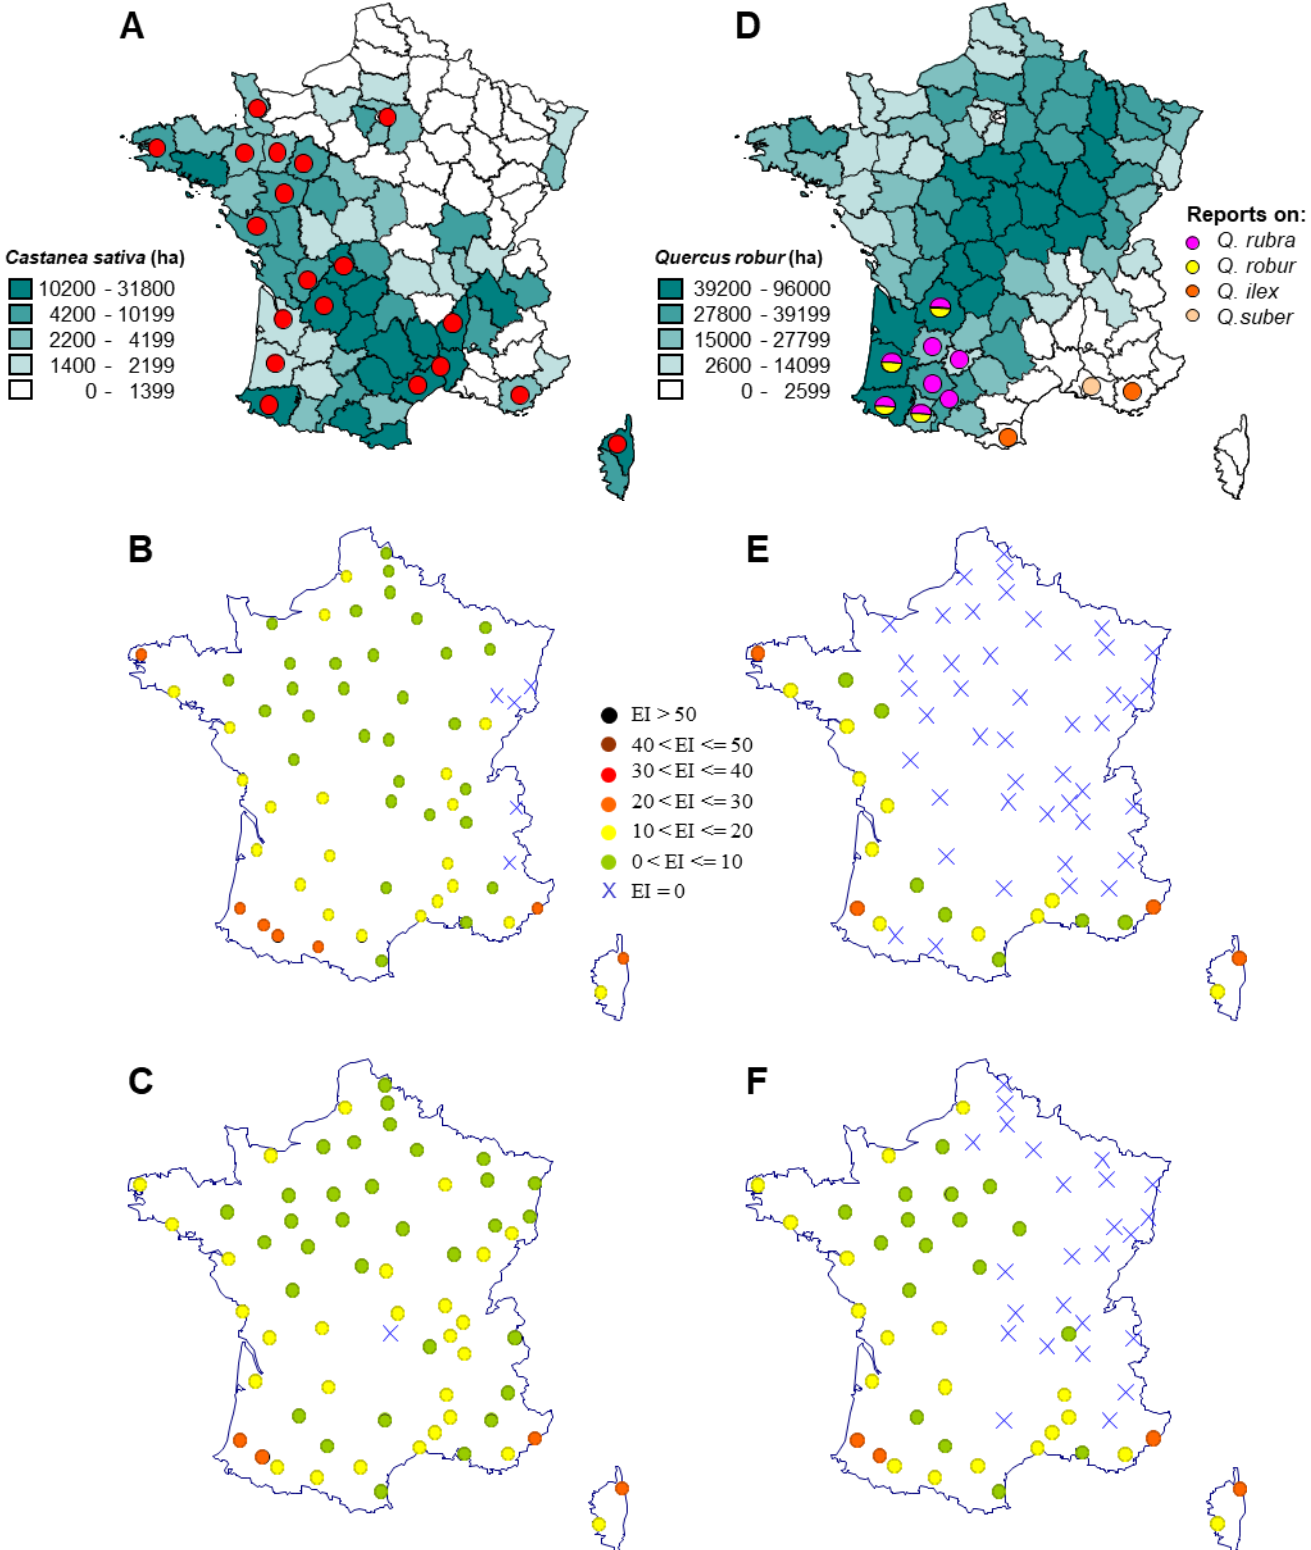 A
D
Castanea sativa (ha)
10200 - 31800
4200 - 10199
2200 - 4199
1400 - 2199
0 - 1399
Quercus robur (ha)
39200 - 96000
27800 - 39199
15000 - 27799
2600 - 14099
0 - 2599
Reports on:
Q. rubra
Q. robur
Q. ilex
Q.suber
B
E
EI > 50
40 < EI <= 50
30 < EI <= 40
20 < EI <= 30
10 < EI <= 20
0 < EI <= 10
X EI = 0
C
F